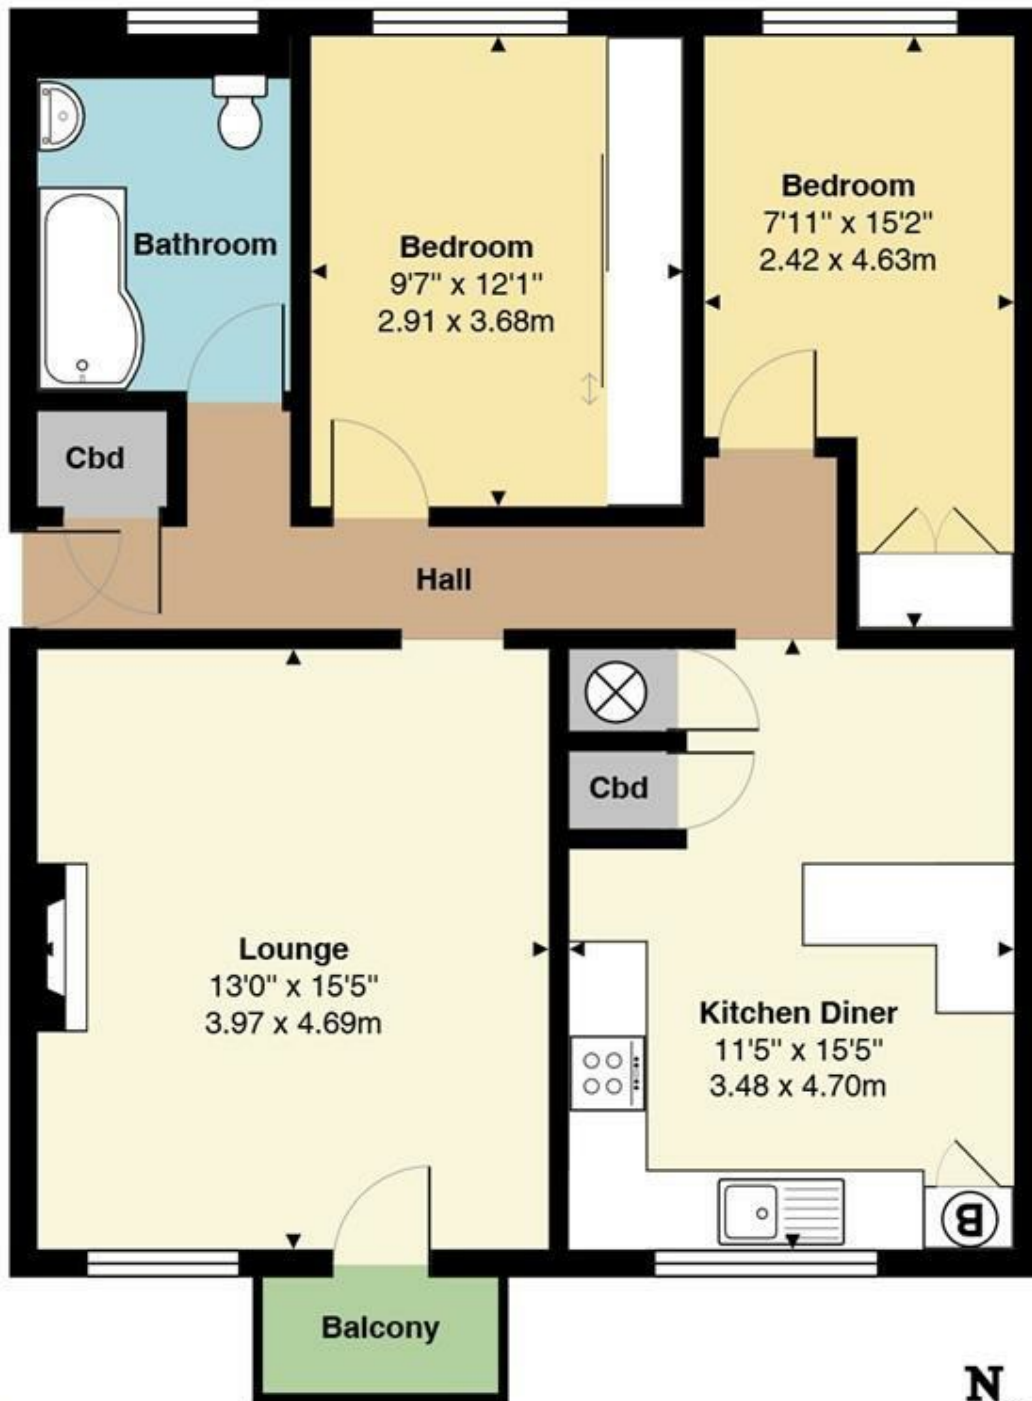 Bathroom
Bedroom
9'7" x 12'1"
2.91 x 3.68m
Bedroom
7'11" x 15'2"
2.42 x 4.63m
Cbd
Hall
Cbd
Lounge
13'0" x 15'5"
3.97 x 4.69m
Kitchen Diner
11'5" x 15'5"
3.48 x 4.70m
B
Balcony
N